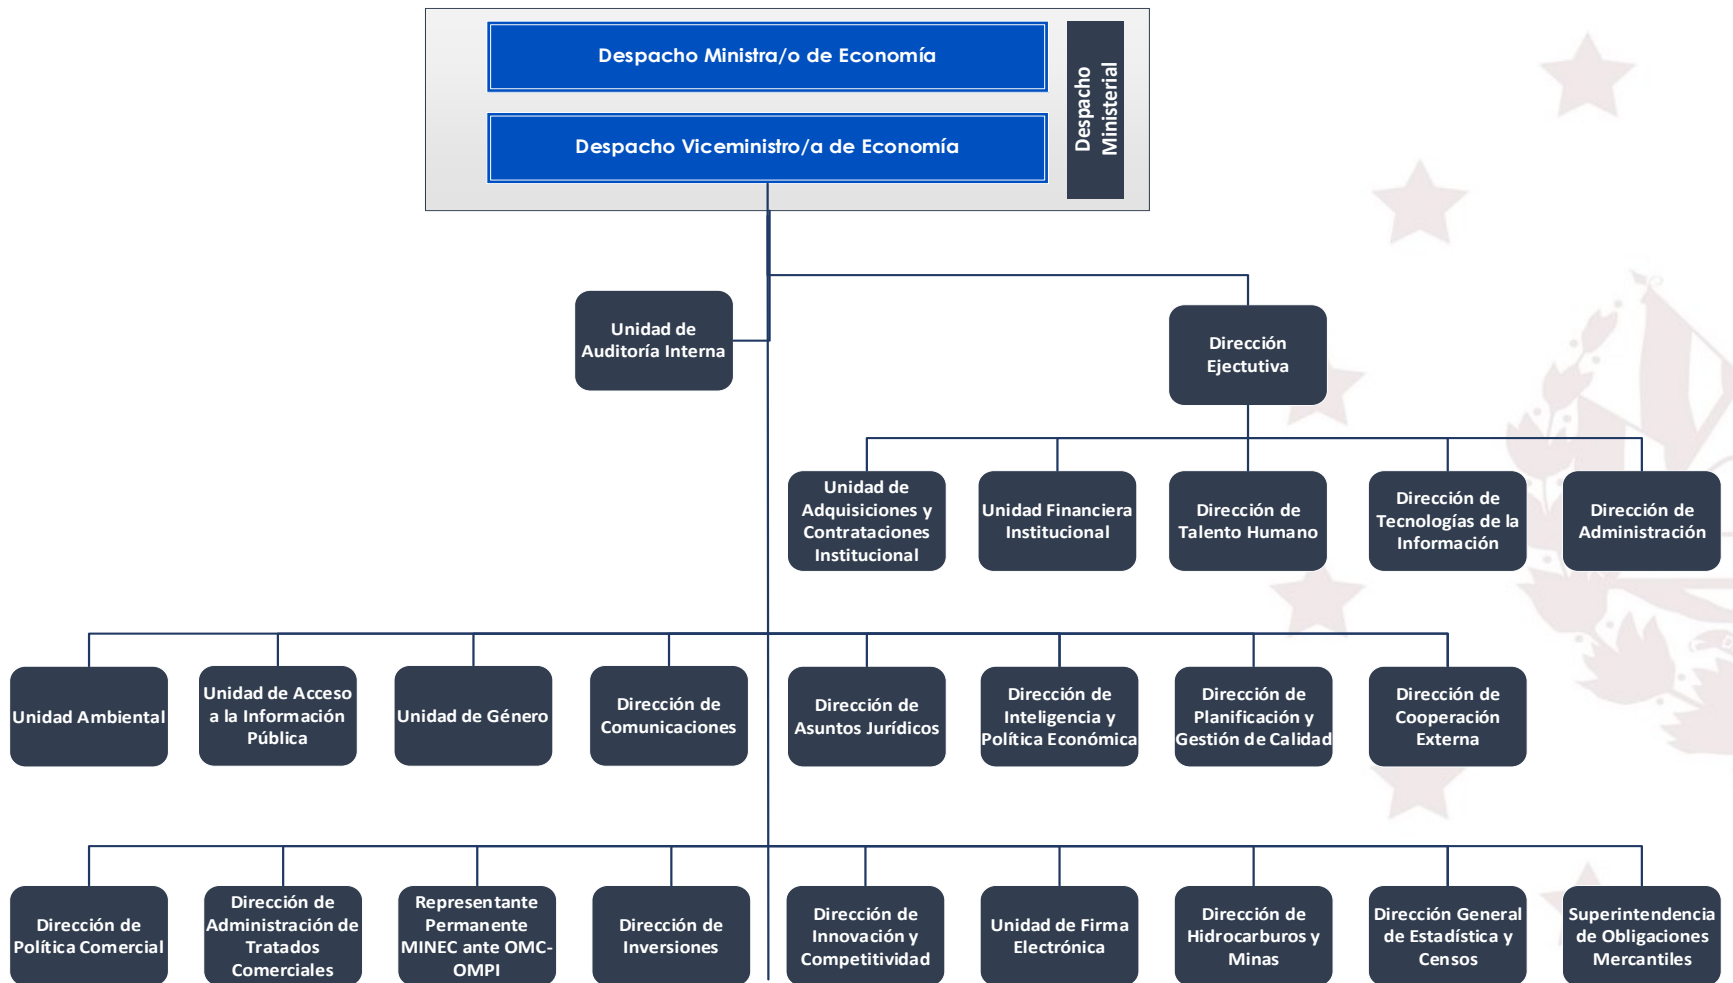 Despacho Ministra/o de Economía
Despacho Viceministro/a de Economía
Despacho
Ministerial
Unidad de
Auditoría Interna
Dirección
Ejectutiva
Unidad de
Adquisiciones y
Contrataciones
Institucional
Unidad Financiera
Institucional
Dirección de
Talento Humano
Dirección de
Tecnologías de la
Información
Dirección de
Administración
Unidad Ambiental
Unidad de Acceso
a la Información
Pública
Unidad de Género
Dirección de
Comunicaciones
Dirección de
Asuntos Jurídicos
Dirección de
Inteligencia y
Política Económica
Dirección de
Planificación y
Gestión de Calidad
Dirección de
Cooperación
Externa
Dirección de
Política Comercial
Dirección de
Administración de
Tratados
Comerciales
Representante
Permanente
MINEC ante OMC-
OMPI
Dirección de
Inversiones
Dirección de
Innovación y
Competitividad
Unidad de Firma
Electrónica
Dirección de
Hidrocarburos y
Minas
Dirección General
de Estadística y
Censos
Superintendencia
de Obligaciones
Mercantiles